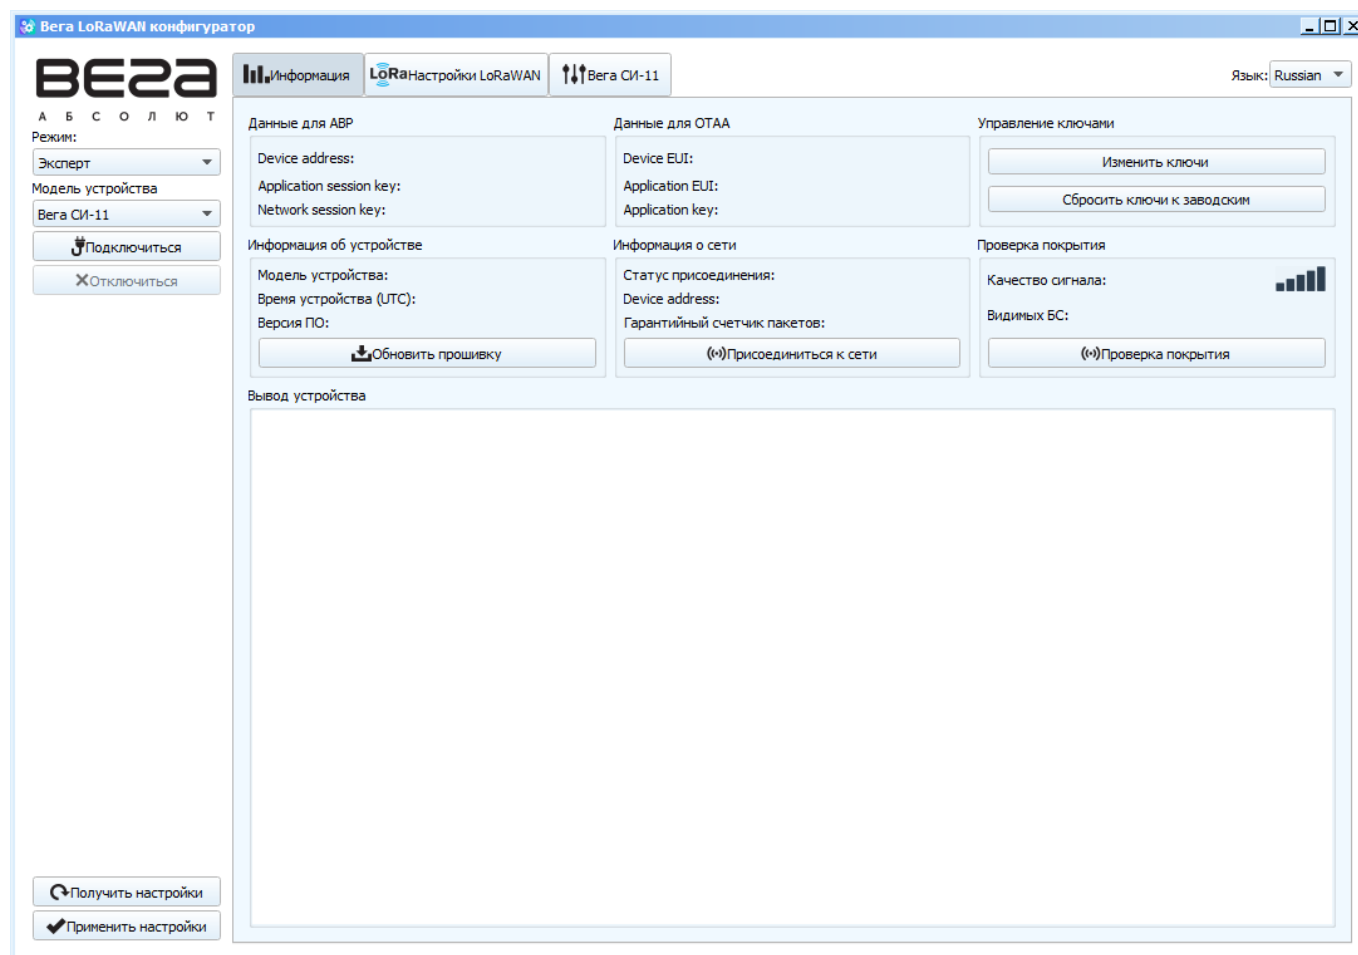 Вега LoRaWAN конфигуратор
ВЕГА
АБСОЛЮТ
Режим:
Эксперт
Модель устройства
Вега СИ-11
Подключиться
Отключиться
Получить настройки
Применить настройки
Информация
LoRa Настройки LoRaWAN
Вега СИ-11
Язык: Russian
Данные для ABP
Device address:
Application session key:
Network session key:
Данные для OTAA
Device EUI:
Application EUI:
Application key:
Управление ключами
Изменить ключи
Сбросить ключи к заводским
Информация об устройстве
Модель устройства:
Время устройства (UTC):
Версия ПО:
Обновить прошивку
Информация о сети
Статус присоединения:
Device address:
Гарантийный счетчик пакетов:
Присоединиться к сети
Проверка покрытия
Качество сигнала:
Видимых БС:
Проверка покрытия
Вывод устройства